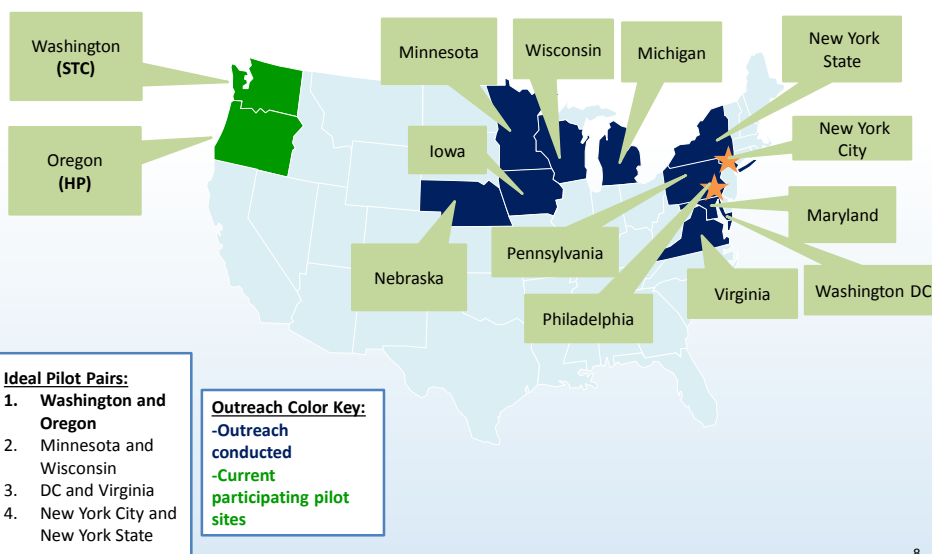 Washington
(STC)
Oregon
(HP)
Minnesota
Wisconsin
Michigan
New York
State
New York
City
Iowa
Maryland
Pennsylvania
Nebraska
Virginia
Washington DC
Philadelphia
Ideal Pilot Pairs:
1. Washington and
Oregon
2. Minnesota and
Wisconsin
3. DC and Virginia
4. New York City and
New York State
Outreach Color Key:
-Outreach
conducted
-Current
participating pilot
sites
8